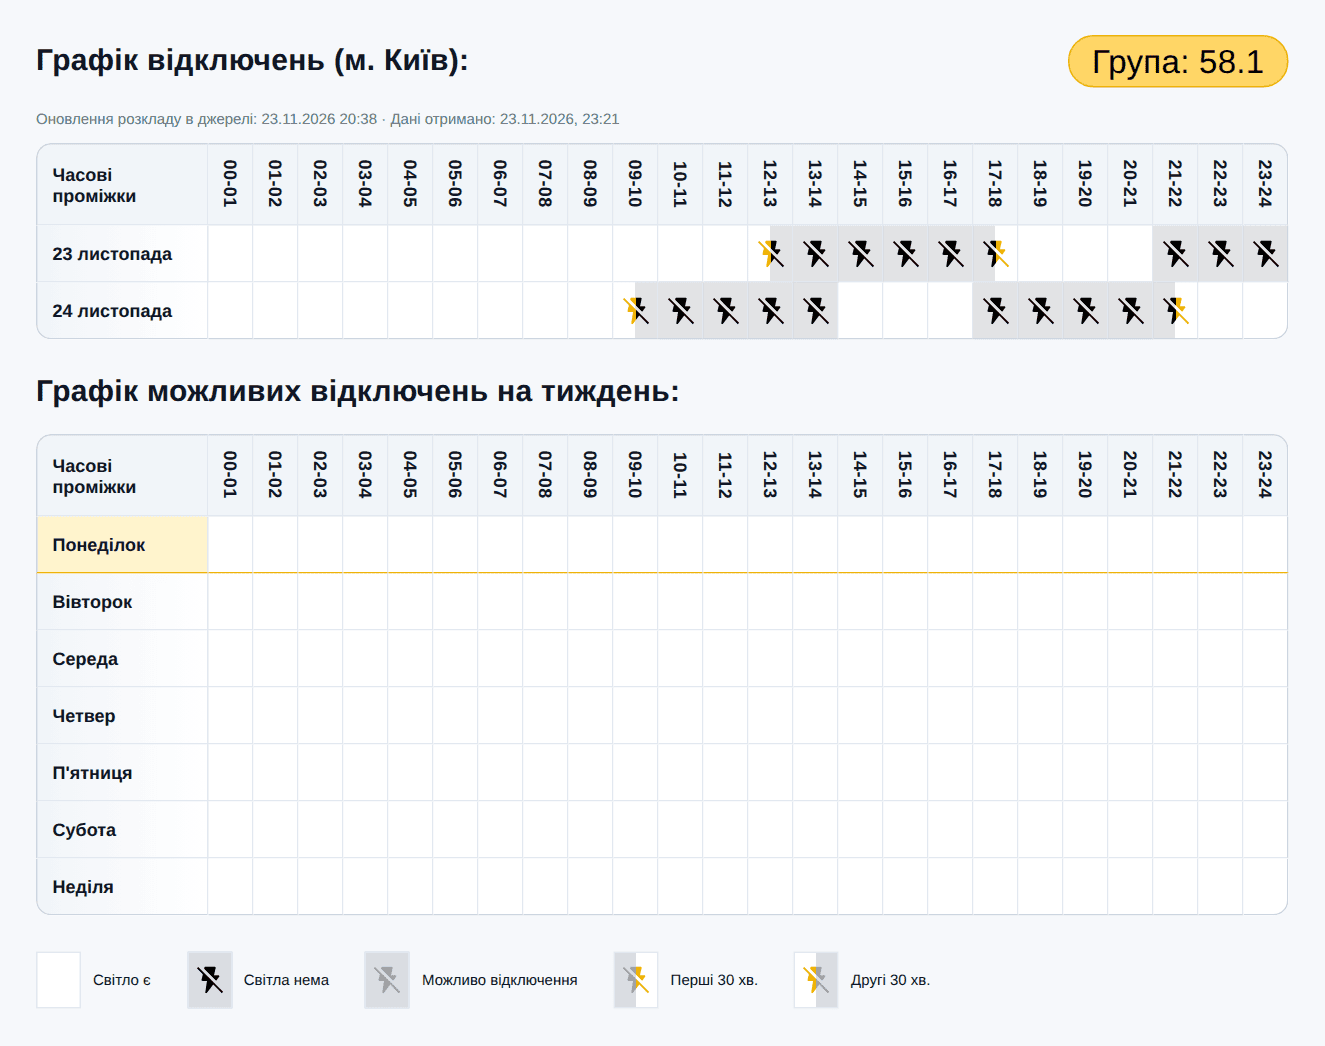 Графік відключень (м. Київ):
Група: 58.1
Оновлення розкладу в джерелі: 23.11.2026 20:38 · Дані отримано: 23.11.2026, 23:21
Часові проміжки 00-01 01-02 02-03 03-04 04-05 05-06 06-07 07-08 08-09 09-10 10-11 11-12 12-13 13-14 14-15 15-16 16-17 17-18 18-19 19-20 20-21 21-22 22-23 23-24
23 листопада
24 листопада
Графік можливих відключень на тиждень:
Часові проміжки 00-01 01-02 02-03 03-04 04-05 05-06 06-07 07-08 08-09 09-10 10-11 11-12 12-13 13-14 14-15 15-16 16-17 17-18 18-19 19-20 20-21 21-22 22-23 23-24
Понеділок
Вівторок
Середа
Четвер
П'ятниця
Субота
Неділя
Світло є Світла нема Можливо відключення Перші 30 хв. Другі 30 хв.